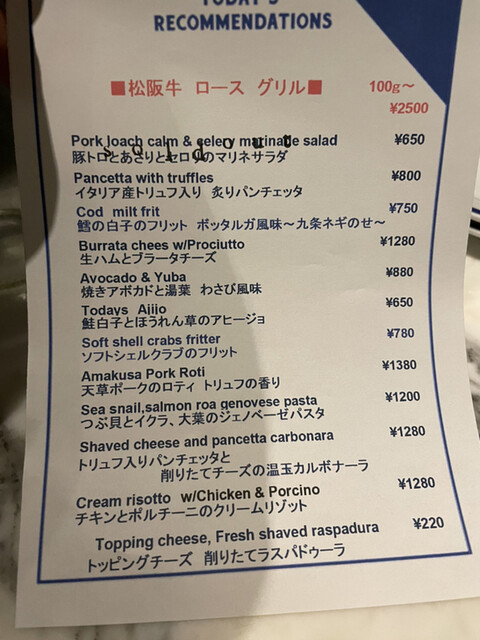 TODAY'S
RECOMMENDATIONS
■松阪牛 ロース グリル■ 100g～
¥2500
Pork loach calm & celery marinade salad ¥650
sold out
豚トロとあさりとセロリのマリネサラダ
Pancetta with truffles ¥800
イタリア産トリュフ入り 炙りパンチェッタ
Cod milt frit ¥750
鱈の白子のフリット ボッタルガ風味～九条ネギのせ～
Burrata chees w/Prociutto ¥1280
生ハムとブラータチーズ
Avocado & Yuba ¥880
焼きアボカドと湯葉 わさび風味
Todays Ajiio ¥650
鮭白子とほうれん草のアヒージョ
Soft shell crabs fritter ¥780
ソフトシェルクラブのフリット
Amakusa Pork Roti ¥1380
天草ポークのロティ トリュフの香り
Sea snail,salmon roa genovese pasta ¥1200
つぶ貝とイクラ、大葉のジェノベーゼパスタ
Shaved cheese and pancetta carbonara ¥1280
トリュフ入りパンチェッタと
削りたてチーズの温玉カルボナーラ
Cream risotto w/Chicken & Porcino ¥1280
チキンとポルチーニのクリームリゾット
Topping cheese, Fresh shaved raspadura ¥220
トッピングチーズ 削りたてラスパドゥーラ